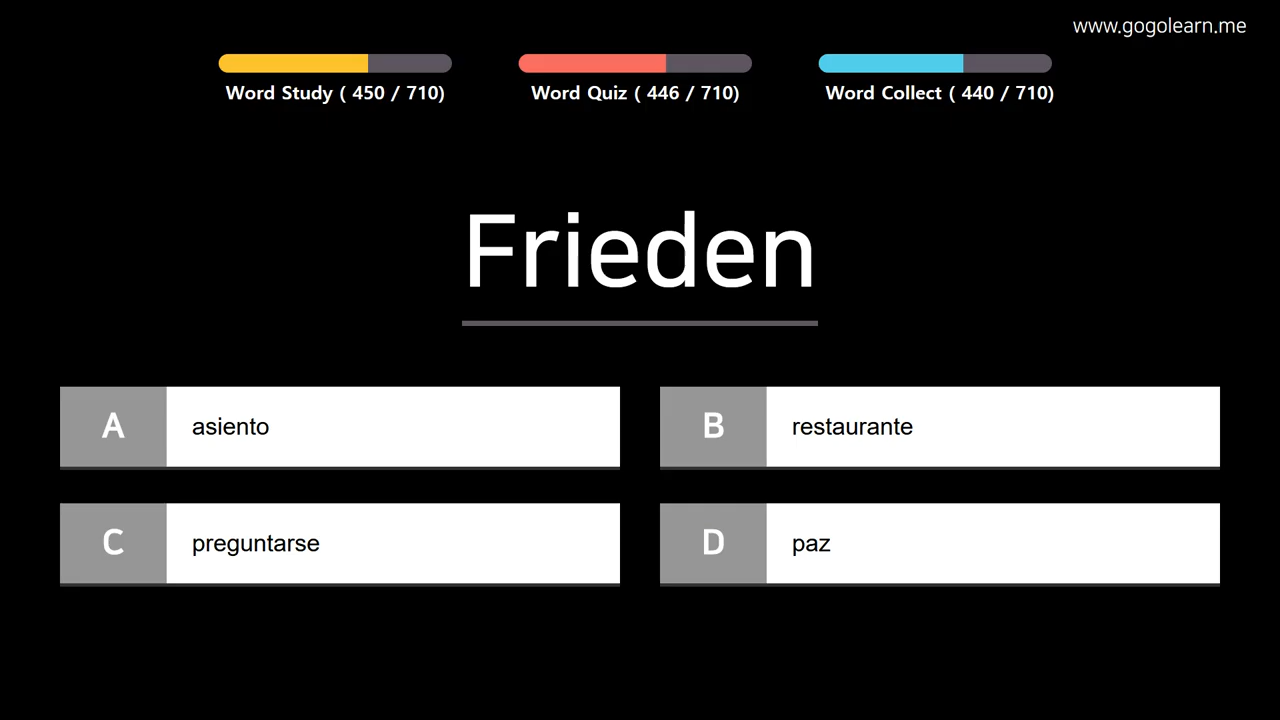 www.gogolearn.me
Word Study ( 450 / 710)
Word Quiz ( 446 / 710)
Word Collect ( 440 / 710)
Frieden
A asiento
B restaurante
C preguntarse
D paz